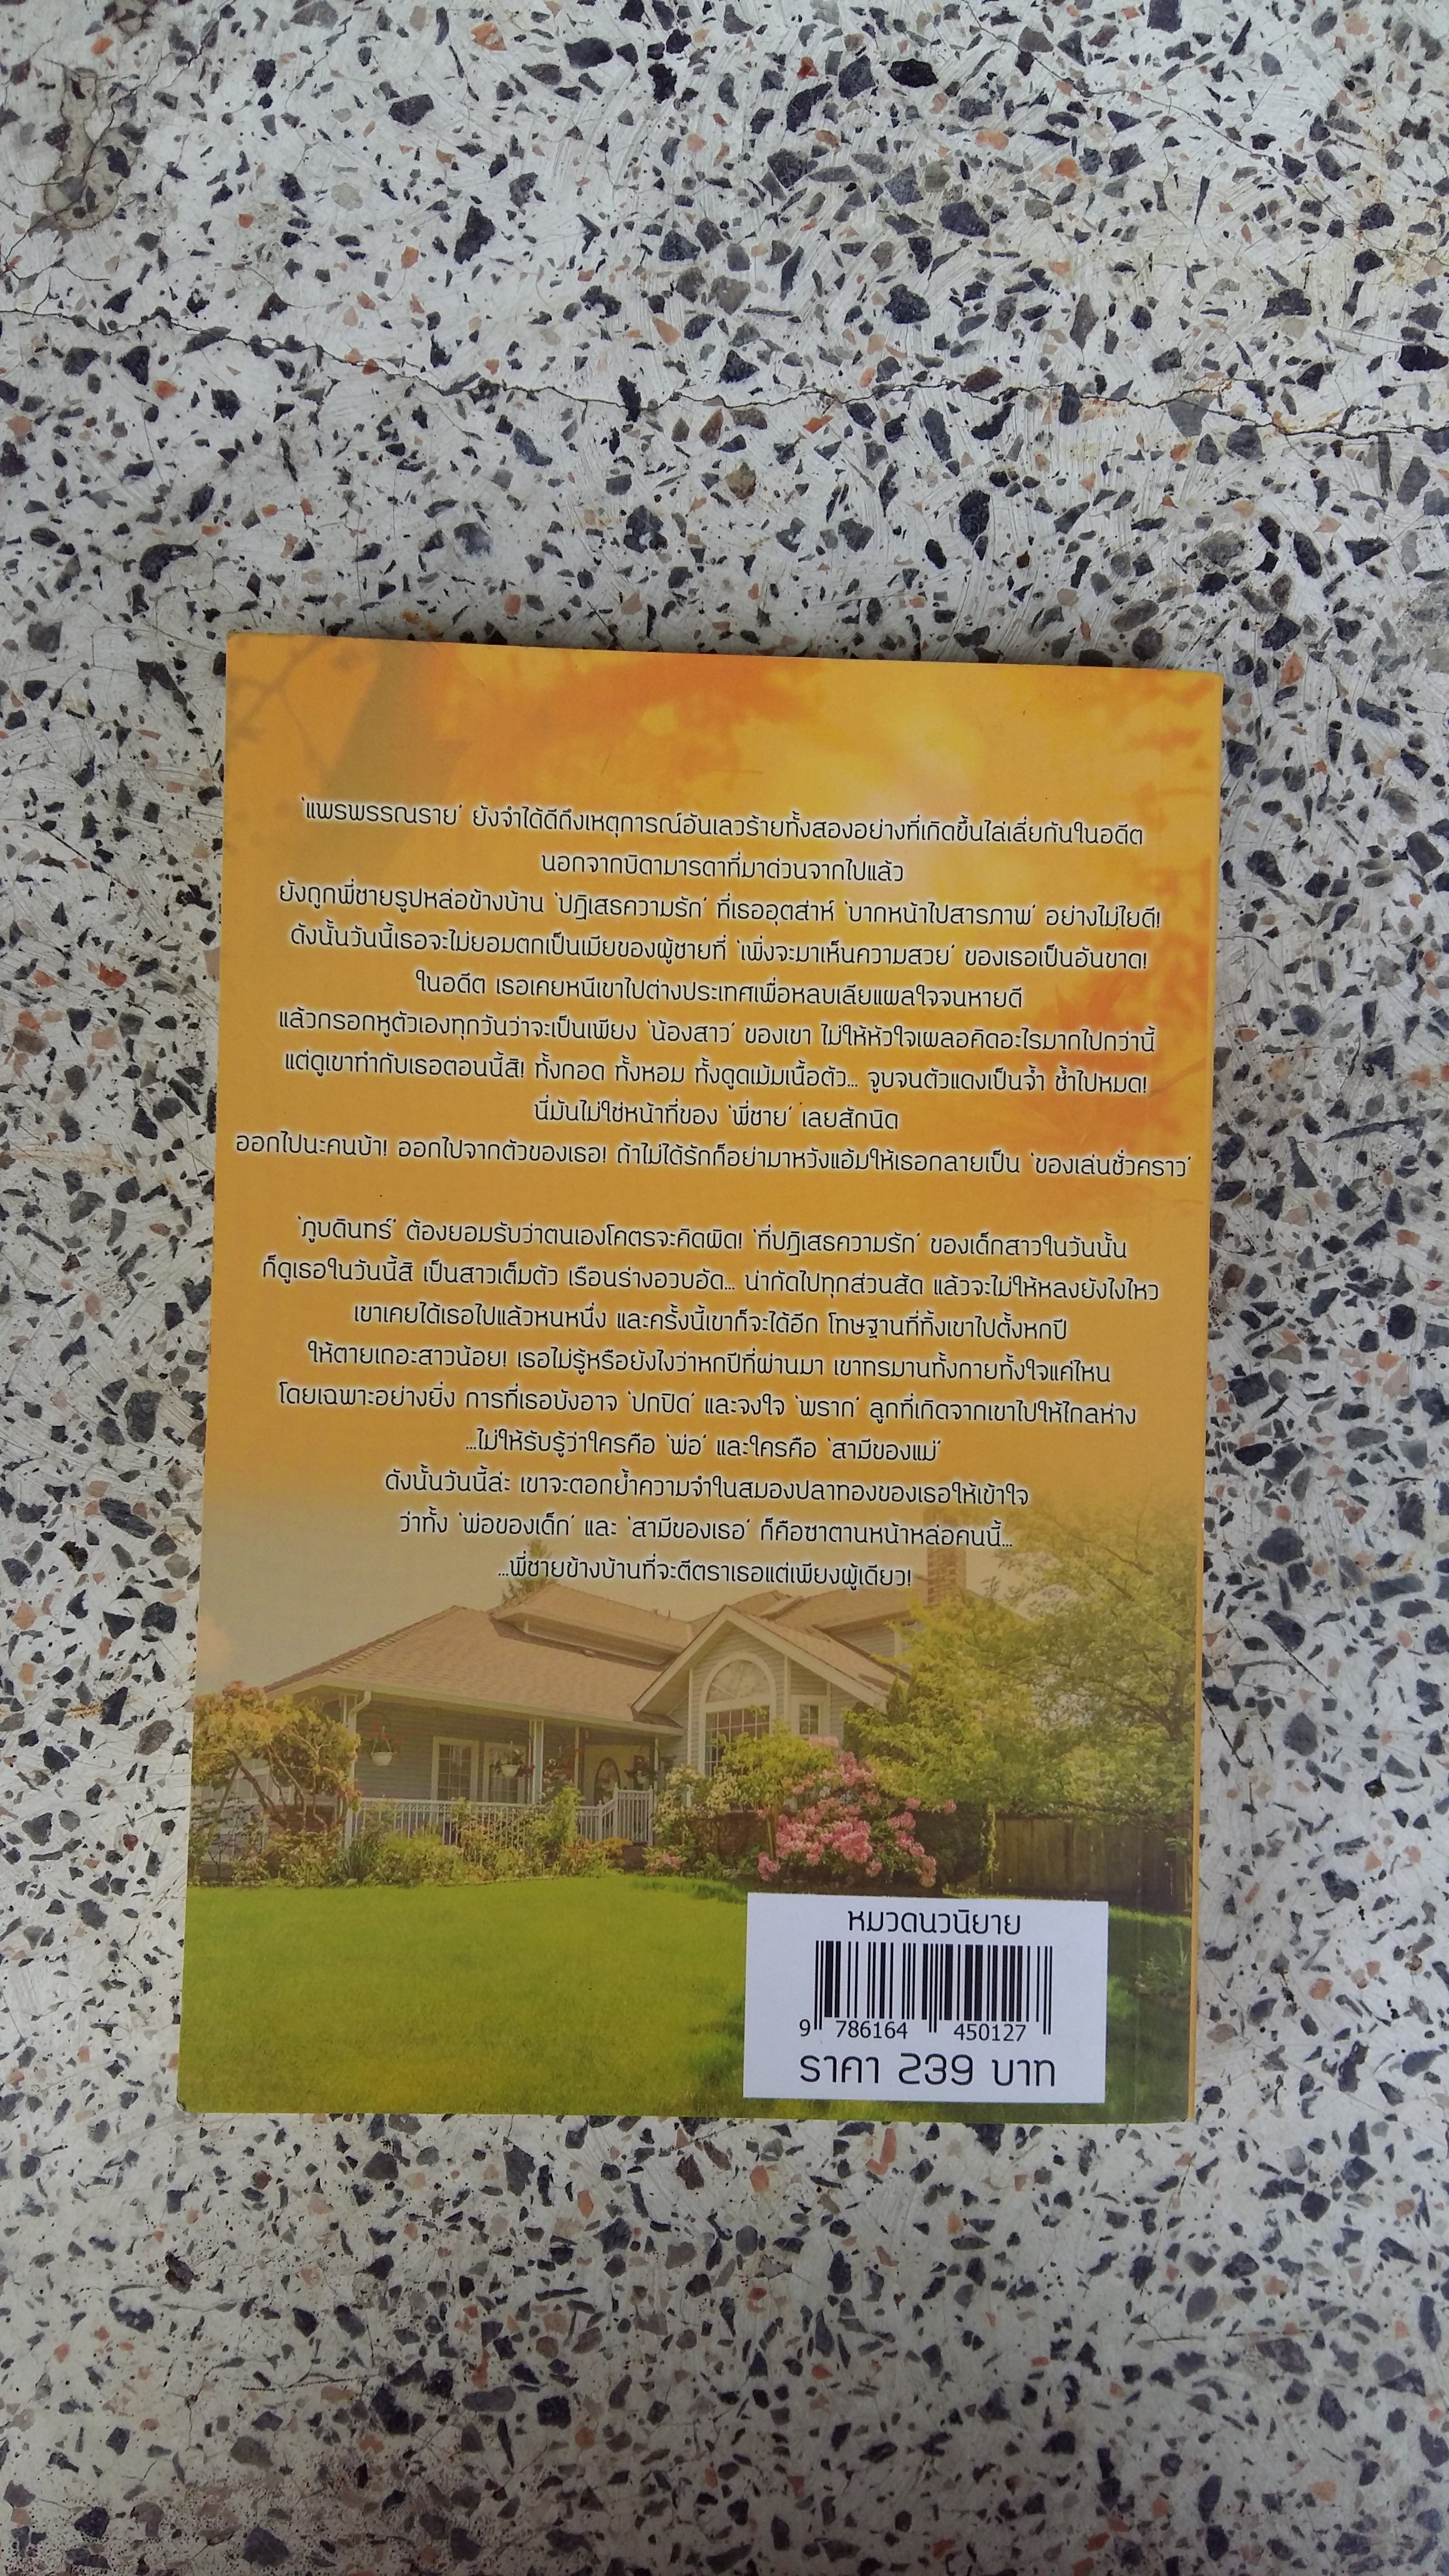 ‘แพรพรรณราย’ ยังจำได้ดีถึงเหตุการณ์อันเลวร้ายทั้งสองอย่างที่เกิดขึ้นไล่เลี่ยกันในอดีต
นอกจากบิดามารดาที่มาด่วนจากไปแล้ว
ยังถูกพี่ชายรูปหล่อข้างบ้าน ‘ปฏิเสธความรัก’ ที่เธออุตส่าห์ ‘บากหน้าไปสารภาพ’ อย่างไม่ไยดี!
ดังนั้นวันนี้เธอจะไม่ยอมตกเป็นเมียของผู้ชายที่ ‘เพิ่งจะมาเห็นความสวย’ ของเธอเป็นอันขาด!
ในอดีต เธอเคยหนีเขาไปต่างประเทศเพื่อหลบเลียแผลใจจนหายดี
แล้วกรอกหูตัวเองทุกวันว่าจะเป็นเพียง ‘น้องสาว’ ของเขา ไม่ให้หัวใจเผลอคิดอะไรมากไปกว่านี้
แต่ดูเขาทำกับเธอตอนนี้สิ! ทั้งกอด ทั้งหอม ทั้งดูดเม้มเนื้อตัว... จูบจนตัวแดงเป็นจ้ำ ช้ำไปหมด!
นี่มันไม่ใช่หน้าที่ของ ‘พี่ชาย’ เลยสักนิด
ออกไปนะคนบ้า! ออกไปจากตัวของเธอ! ถ้าไม่ได้รักก็อย่ามาหวังแอ้มให้เธอกลายเป็น ‘ของเล่นชั่วคราว’
‘ภูบดินทร์’ ต้องยอมรับว่าตนเองโคตรจะคิดผิด! ‘ที่ปฏิเสธความรัก’ ของเด็กสาวในวันนั้น
ก็ดูเธอในวันนี้สิ เป็นสาวเต็มตัว เรือนร่างอวบอัด... น่ากัดไปทุกส่วนสัด แล้วจะไม่ให้หลงยังไงไหว
เขาเคยได้เธอไปแล้วหนหนึ่ง และครั้งนี้เขาก็จะได้อีก โทษฐานที่ทิ้งเขาไปตั้งหกปี
ให้ตายเถอะสาวน้อย! เธอไม่รู้หรือยังไงว่าหกปีที่ผ่านมา เขาทรมานทั้งกายทั้งใจแค่ไหน
โดยเฉพาะอย่างยิ่ง การที่เธอบังอาจ ‘ปกปิด’ และจงใจ ‘พราก’ ลูกที่เกิดจากเขาไปให้ไกลห่าง
...ไม่ให้รับรู้ว่าใครคือ ‘พ่อ’ และใครคือ ‘สามีของแม่’
ดังนั้นวันนี้ล่ะ เขาจะตอกย้ำความจำในสมองปลาทองของเธอให้เข้าใจ
ว่าทั้ง ‘พ่อของเด็ก’ และ ‘สามีของเธอ’ ก็คือซาตานหน้าหล่อคนนี้...
...พี่ชายข้างบ้านที่จะตีตราเธอแต่เพียงผู้เดียว!
หมวดนวนิยาย
9 786164 450127
ราคา 239 บาท